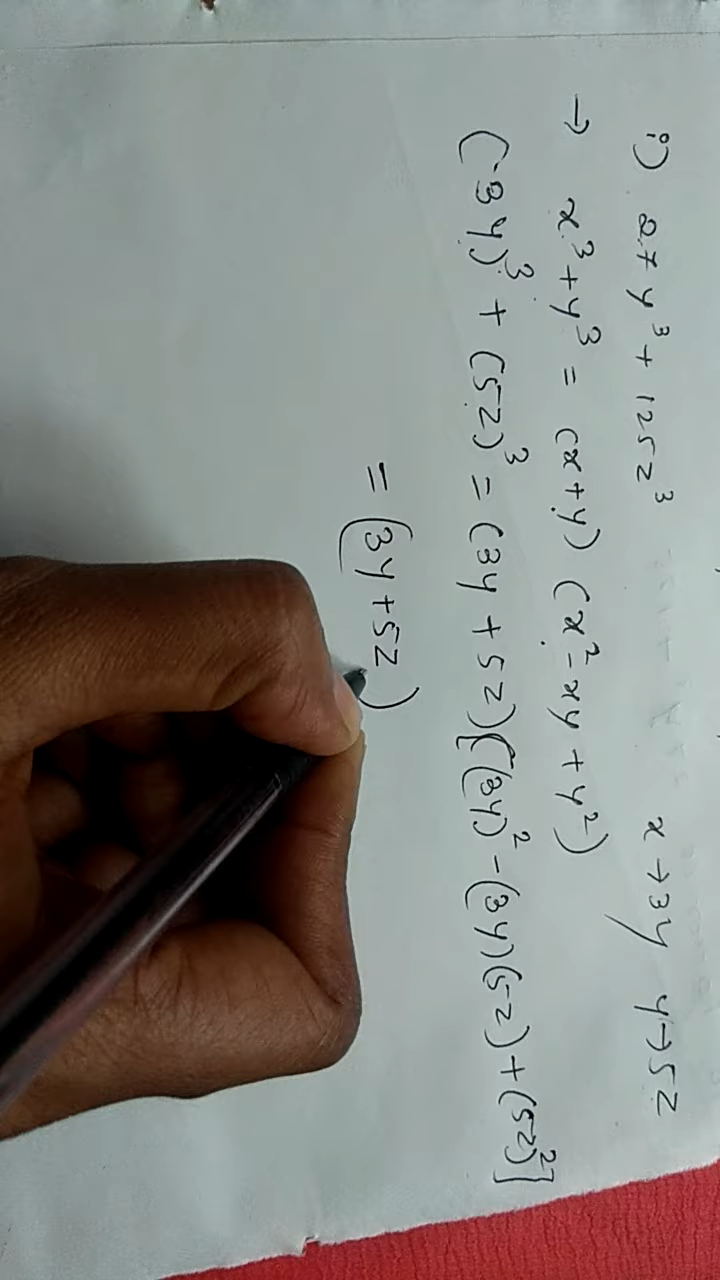 i) 27y³ + 125z³ x→3y y→5z
→ x³ + y³ = (x+y) (x² - xy + y²)
(3y)³ + (5z)³ = (3y + 5z)[(3y)² - (3y)(5z) + (5z)²]
= (3y+5z)